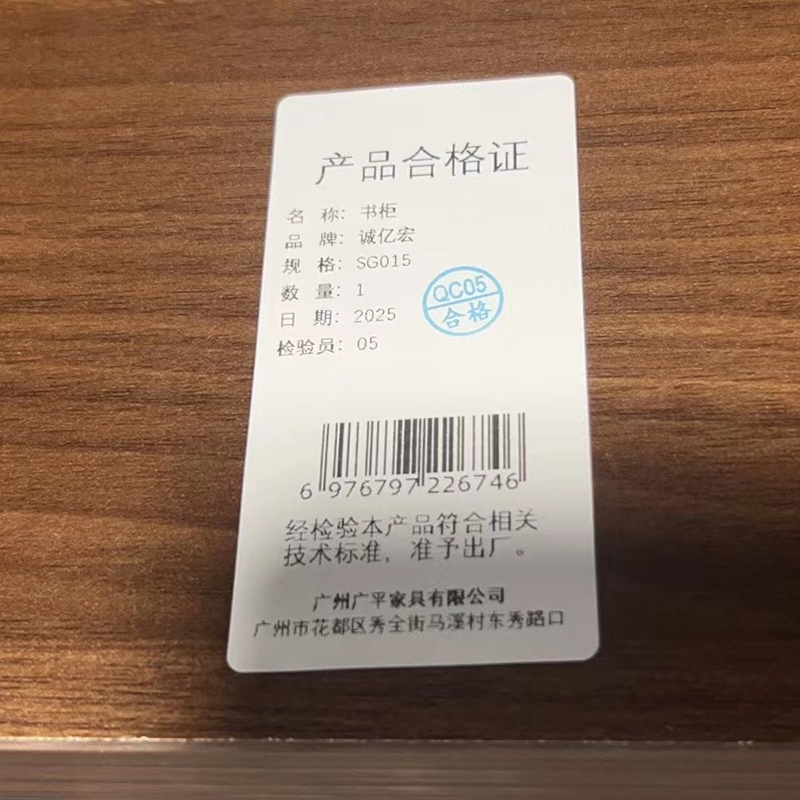 产品合格证
名 称：书柜
品 牌：诚亿宏
规 格：SG015
数 量：1
日 期：2025
检验员：05
QC05
合格
6 976797 226746
经检验本产品符合相关
技术标准，准予出厂。
广州广平家具有限公司
广州市花都区秀全街马溪村东秀路口